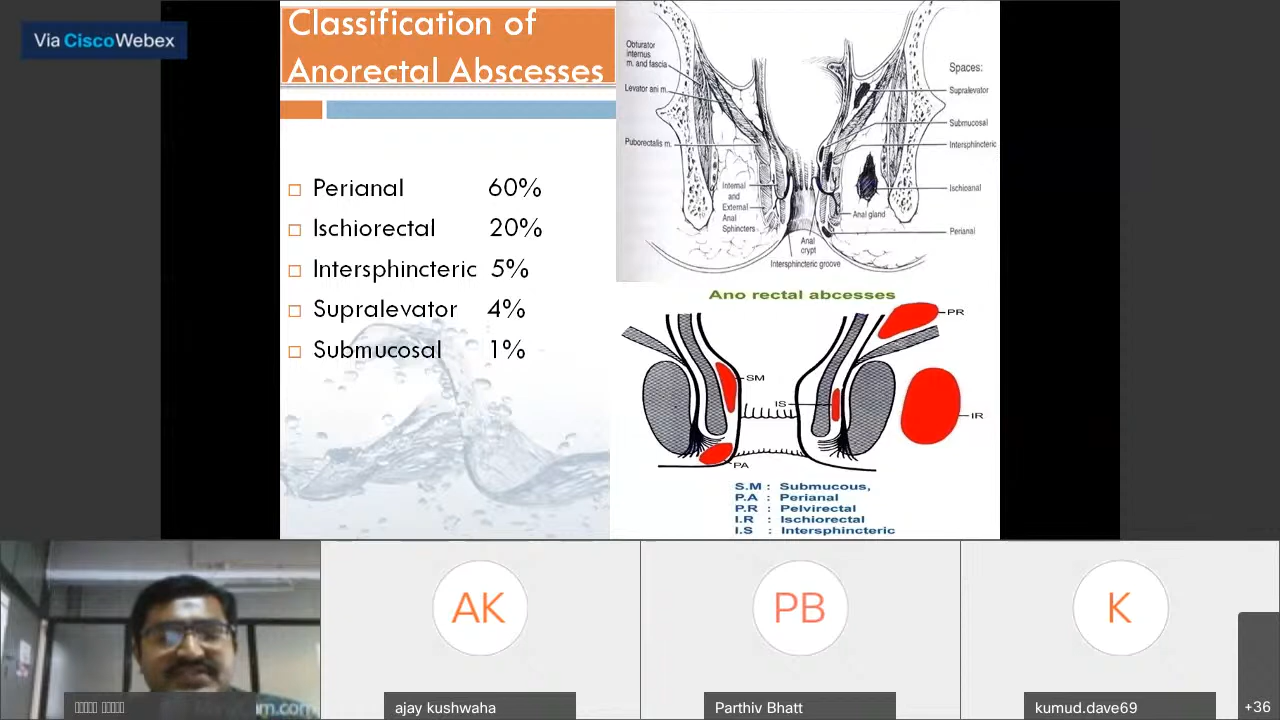 Via Cisco Webex
Classification of
Anorectal Abscesses
Perianal 60%
Ischiorectal 20%
Intersphincteric 5%
Supralevator 4%
Submucosal 1%
Obturator
internus
m. and fascia
Levator ani m.
Puborectalis m.
Internal
and
External
Anal
Sphincters
Spaces:
Supralevator
Submucosal
Intersphincteric
Ischioanal
Anal gland
Perianal
Anal
crypt
Intersphincteric groove
Ano rectal abcesses
PR
SM
IS
IR
PA
S.M : Submucous,
P.A : Perianal
P.R : Pelvirectal
I.R : Ischiorectal
I.S : Intersphincteric
AK
PB
K
ajay kushwaha
Parthiv Bhatt
kumud.dave69
+36